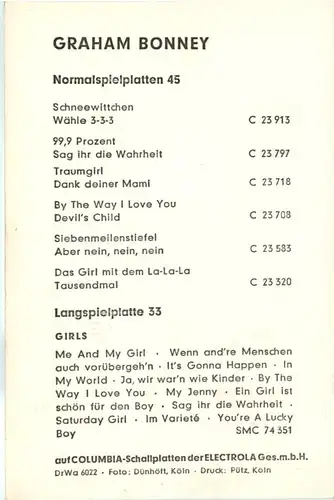 GRAHAM BONNEY
Normalspielplatten 45
Schneewittchen
Wähle 3-3-3 C 23 913
99,9 Prozent
Sag ihr die Wahrheit C 23 797
Traumgirl
Dank deiner Mami C 23 718
By The Way I Love You
Devil's Child C 23 708
Siebenmeilenstiefel
Aber nein, nein, nein C 23 583
Das Girl mit dem La-La-La
Tausendmal C 23 320
Langspielplatte 33
GIRLS
Me And My Girl · Wenn and're Menschen
auch vorübergeh'n · It's Gonna Happen · In
My World · Ja, wir war'n wie Kinder · By The
Way I Love You · My Jenny · Ein Girl ist
schön für den Boy · Sag ihr die Wahrheit ·
Saturday Girl · Im Varieté · You're A Lucky
Boy SMC 74 351
auf COLUMBIA-Schallplatten der ELECTROLA Ges.m.b.H.
DrWa 6022 · Foto: Dünhöft, Köln · Druck: Pütz, Köln